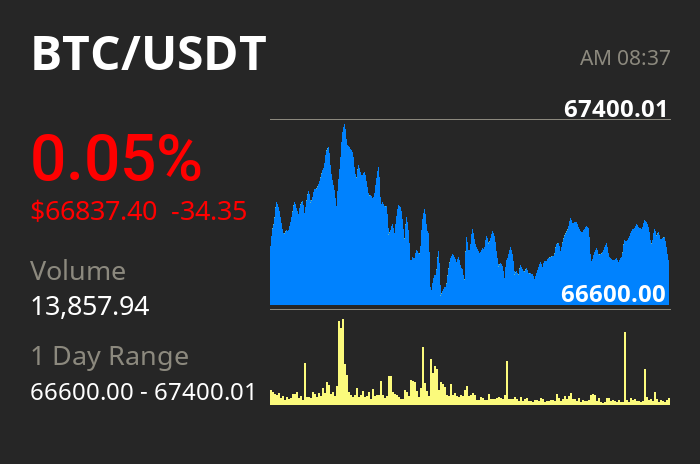 BTC/USDT
AM 08:37
67400.01
0.05%
$66837.40 -34.35
Volume
13,857.94
66600.00
1 Day Range
66600.00 - 67400.01